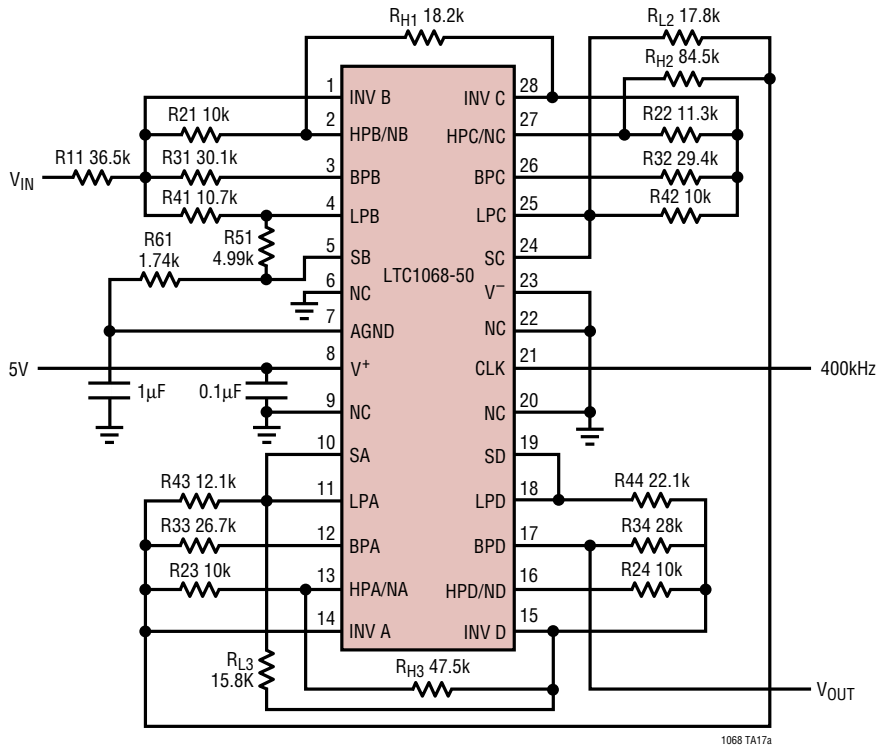 RH1 18.2k
RL2 17.8k
RH2 84.5k
1
INV B
INV C
28
R21 10k
2
HPB/NB
HPC/NC
27
R22 11.3k
R11 36.5k
VIN
R31 30.1k
3
BPB
BPC
26
R32 29.4k
R41 10.7k
4
LPB
LPC
25
R42 10k
R61
1.74k
R51
4.99k
5
SB
SC
24
LTC1068-50
6
NC
V−
23
7
AGND
NC
22
5V
8
V+
CLK
21
400kHz
1μF
0.1μF
9
NC
NC
20
10
SA
SD
19
R43 12.1k
11
LPA
LPD
18
R44 22.1k
R33 26.7k
12
BPA
BPD
17
R34 28k
R23 10k
13
HPA/NA
HPD/ND
16
R24 10k
14
INV A
INV D
15
RL3
15.8K
RH3 47.5k
VOUT
1068 TA17a